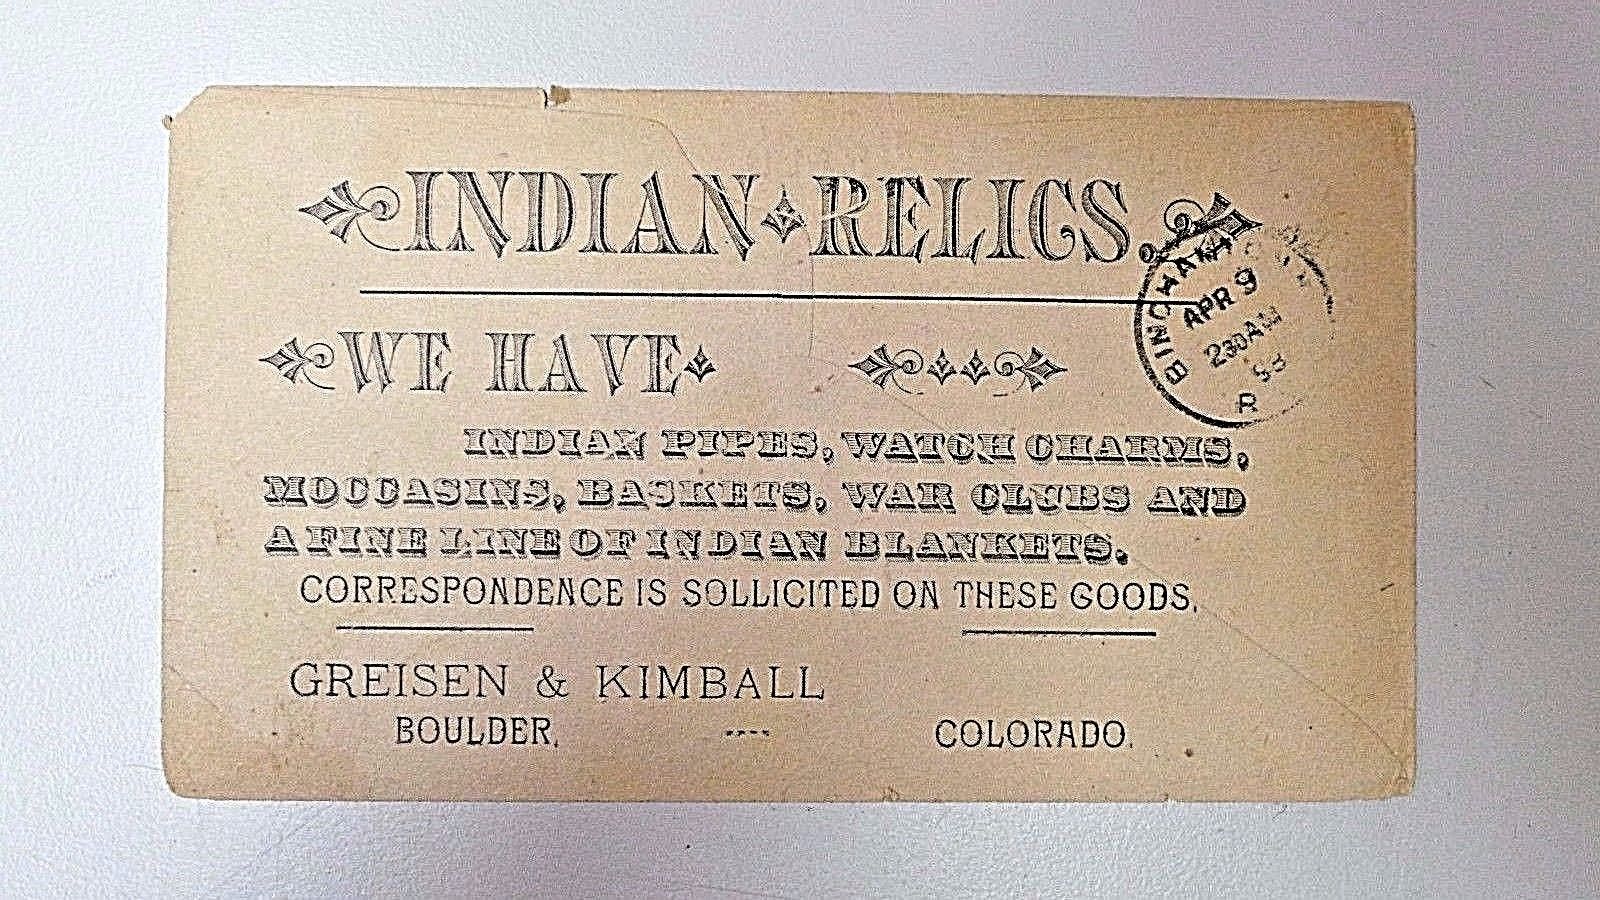 INDIAN RELICS.
WE HAVE
INDIAN PIPES, WATCH CHARMS,
MOCCASINS, BASKETS, WAR CLUBS AND
A FINE LINE OF INDIAN BLANKETS.
CORRESPONDENCE IS SOLLICITED ON THESE GOODS.
GREISEN & KIMBALL
BOULDER, COLORADO.
APR 9
230AM
R